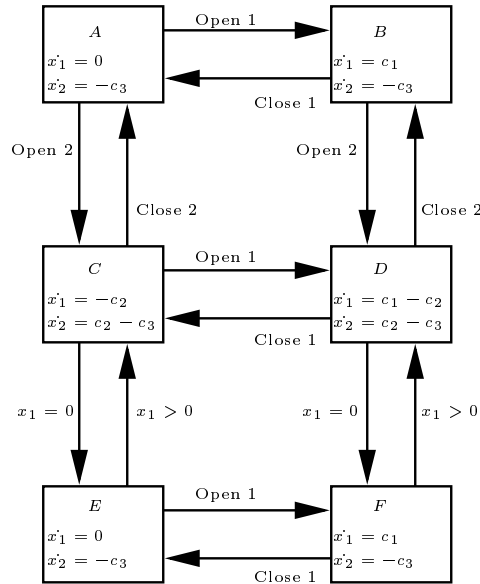 Open 1
A
B
ẋ1 = 0
ẋ1 = c1
ẋ2 = −c3
ẋ2 = −c3
Close 1
Open 2
Open 2
Close 2
Close 2
Open 1
C
D
ẋ1 = −c2
ẋ1 = c1 − c2
ẋ2 = c2 − c3
ẋ2 = c2 − c3
Close 1
x1 = 0
x1 > 0
x1 = 0
x1 > 0
Open 1
E
F
ẋ1 = 0
ẋ1 = c1
ẋ2 = −c3
ẋ2 = −c3
Close 1